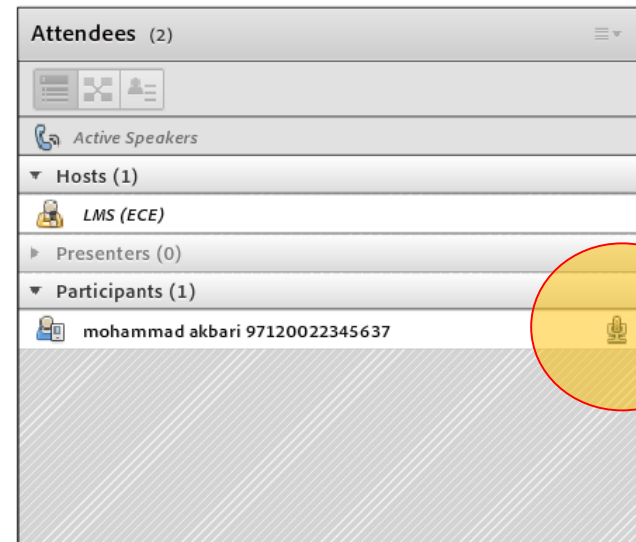 Attendees (2)
Active Speakers
Hosts (1)
LMS (ECE)
Presenters (0)
Participants (1)
mohammad akbari 97120022345637